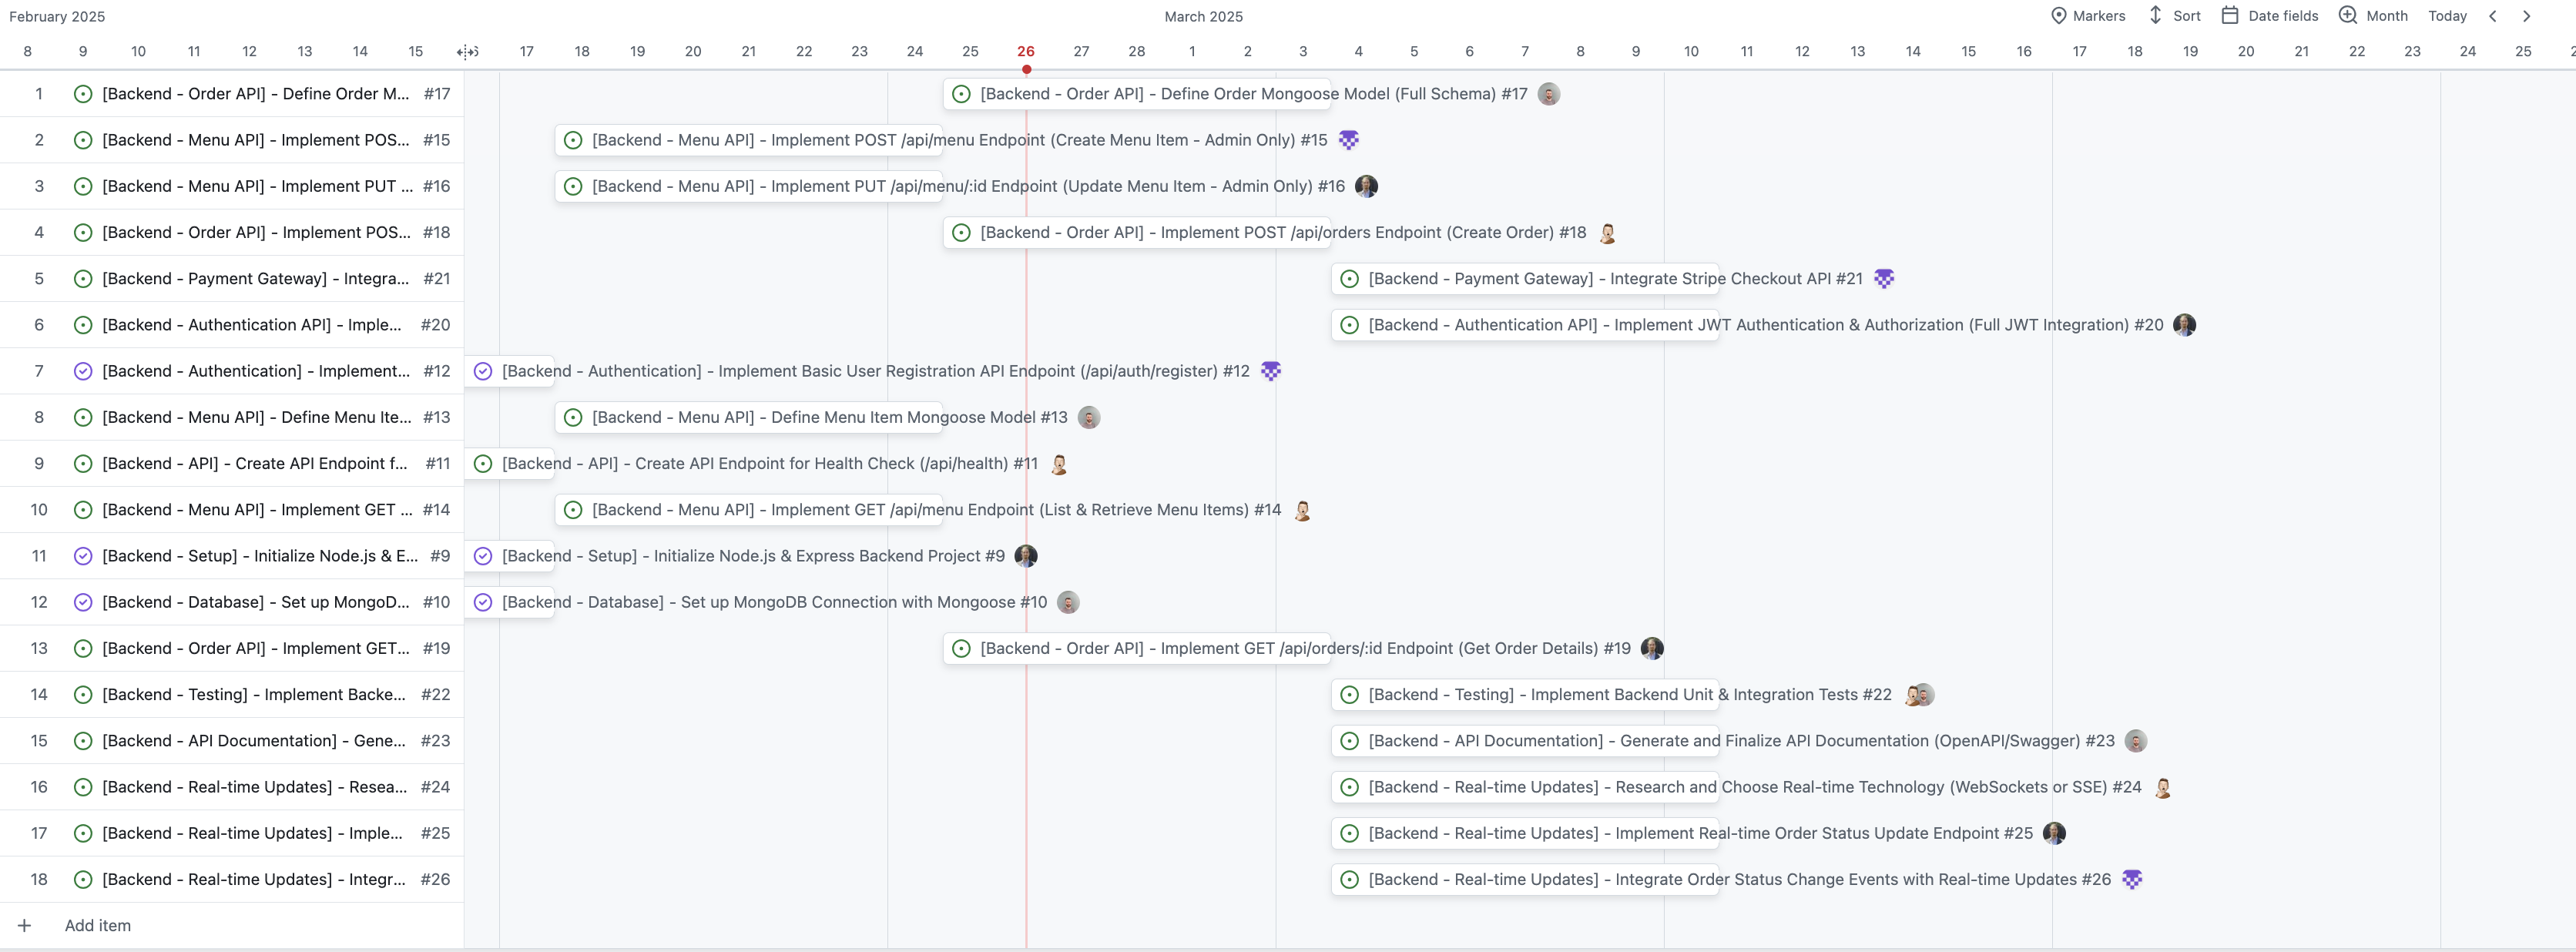 February 2025 March 2025 Markers Sort Date fields Month Today
8 9 10 11 12 13 14 15 17 18 19 20 21 22 23 24 25 26 27 28 1 2 3 4 5 6 7 8 9 10 11 12 13 14 15 16 17 18 19 20 21 22 23 24 25
1 [Backend - Order API] - Define Order M... #17 [Backend - Order API] - Define Order Mongoose Model (Full Schema) #17
2 [Backend - Menu API] - Implement POS... #15 [Backend - Menu API] - Implement POST /api/menu Endpoint (Create Menu Item - Admin Only) #15
3 [Backend - Menu API] - Implement PUT ... #16 [Backend - Menu API] - Implement PUT /api/menu/:id Endpoint (Update Menu Item - Admin Only) #16
4 [Backend - Order API] - Implement POS... #18 [Backend - Order API] - Implement POST /api/orders Endpoint (Create Order) #18
5 [Backend - Payment Gateway] - Integra... #21 [Backend - Payment Gateway] - Integrate Stripe Checkout API #21
6 [Backend - Authentication API] - Imple... #20 [Backend - Authentication API] - Implement JWT Authentication & Authorization (Full JWT Integration) #20
7 [Backend - Authentication] - Implement... #12 [Backend - Authentication] - Implement Basic User Registration API Endpoint (/api/auth/register) #12
8 [Backend - Menu API] - Define Menu Ite... #13 [Backend - Menu API] - Define Menu Item Mongoose Model #13
9 [Backend - API] - Create API Endpoint f... #11 [Backend - API] - Create API Endpoint for Health Check (/api/health) #11
10 [Backend - Menu API] - Implement GET ... #14 [Backend - Menu API] - Implement GET /api/menu Endpoint (List & Retrieve Menu Items) #14
11 [Backend - Setup] - Initialize Node.js & E... #9 [Backend - Setup] - Initialize Node.js & Express Backend Project #9
12 [Backend - Database] - Set up MongoD... #10 [Backend - Database] - Set up MongoDB Connection with Mongoose #10
13 [Backend - Order API] - Implement GET... #19 [Backend - Order API] - Implement GET /api/orders/:id Endpoint (Get Order Details) #19
14 [Backend - Testing] - Implement Backe... #22 [Backend - Testing] - Implement Backend Unit & Integration Tests #22
15 [Backend - API Documentation] - Gene... #23 [Backend - API Documentation] - Generate and Finalize API Documentation (OpenAPI/Swagger) #23
16 [Backend - Real-time Updates] - Resea... #24 [Backend - Real-time Updates] - Research and Choose Real-time Technology (WebSockets or SSE) #24
17 [Backend - Real-time Updates] - Imple... #25 [Backend - Real-time Updates] - Implement Real-time Order Status Update Endpoint #25
18 [Backend - Real-time Updates] - Integr... #26 [Backend - Real-time Updates] - Integrate Order Status Change Events with Real-time Updates #26
Add item